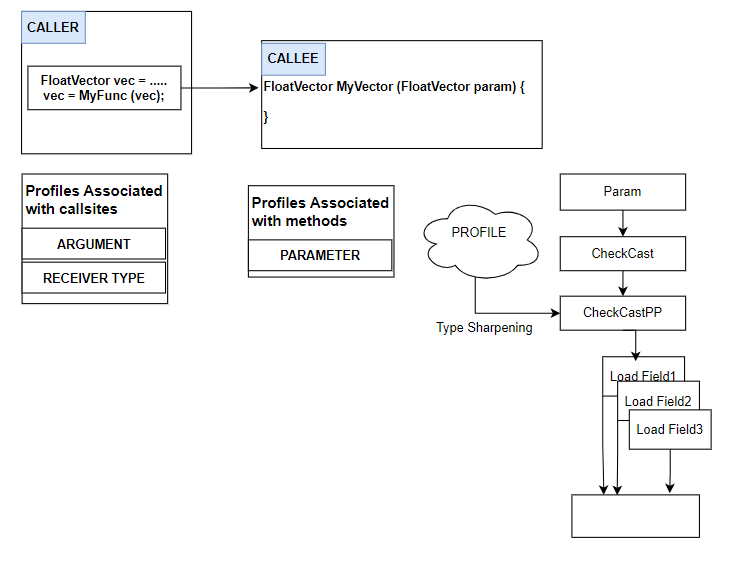 CALLER
FloatVector vec = .....
vec = MyFunc (vec);
CALLEE
FloatVector MyVector (FloatVector param) {
}
Profiles Associated
with callsites
ARGUMENT
RECEIVER TYPE
Profiles Associated
with methods
PARAMETER
PROFILE
Type Sharpening
Param
CheckCast
CheckCastPP
Load Field1
Load Field2
Load Field3